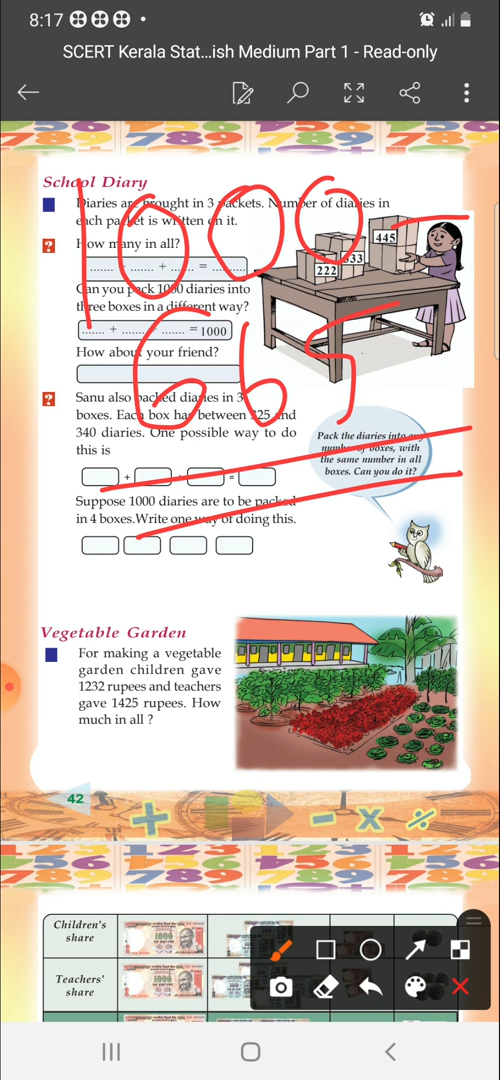 8:17
SCERT Kerala Stat...ish Medium Part 1 - Read-only
School Diary
Diaries are brought in 3 packets. Number of diaries in
each packet is written on it.
? How many in all?
........ ........ + ........ = .........
Can you pack 1000 diaries into
three boxes in a different way?
........ + ........ ........ = 1000
How about your friend?
445
333
222
? Sanu also packed diaries in 3
boxes. Each box has between 325 and
340 diaries. One possible way to do
this is
+ + =
Suppose 1000 diaries are to be packed
in 4 boxes.Write one way of doing this.
Pack the diaries into any
number of boxes, with
the same number in all
boxes. Can you do it?
1000
565
Vegetable Garden
For making a vegetable
garden children gave
1232 rupees and teachers
gave 1425 rupees. How
much in all ?
42
Children's
share
Teachers'
share